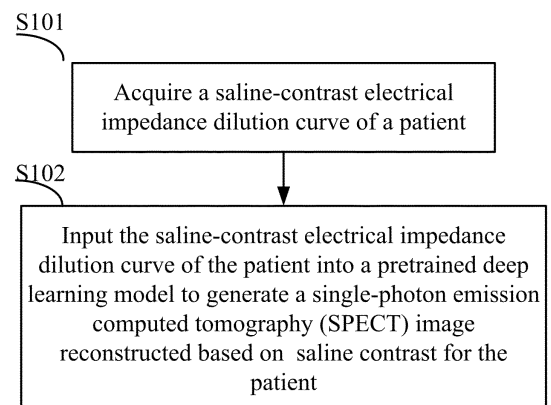 S101
Acquire a saline-contrast electrical
impedance dilution curve of a patient
S102
Input the saline-contrast electrical impedance
dilution curve of the patient into a pretrained deep
learning model to generate a single-photon emission
computed tomography (SPECT) image
reconstructed based on saline contrast for the
patient